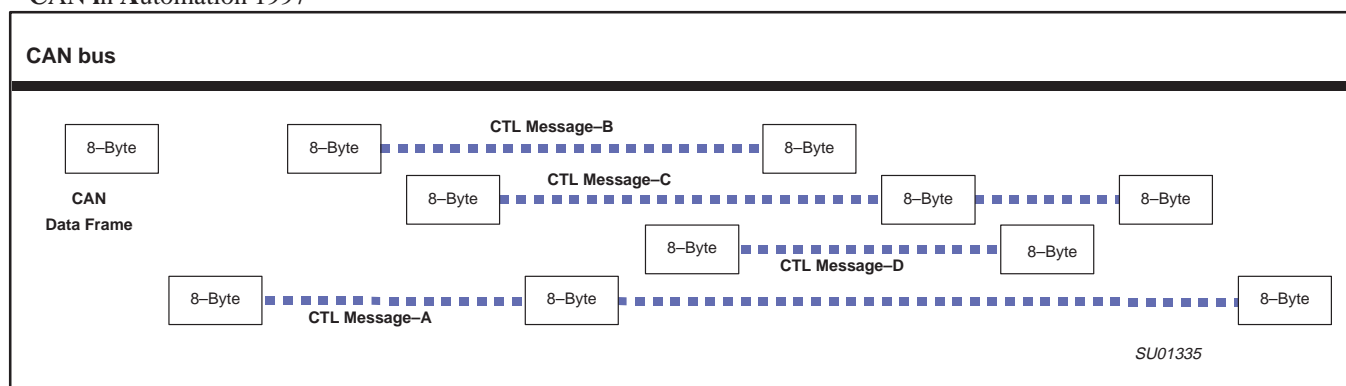 CAN in Automation 1997
CAN bus
8–Byte
8–Byte
CTL Message–B
8–Byte
CAN
Data Frame
8–Byte
CTL Message–C
8–Byte
8–Byte
8–Byte
CTL Message–D
8–Byte
8–Byte
CTL Message–A
8–Byte
8–Byte
SU01335